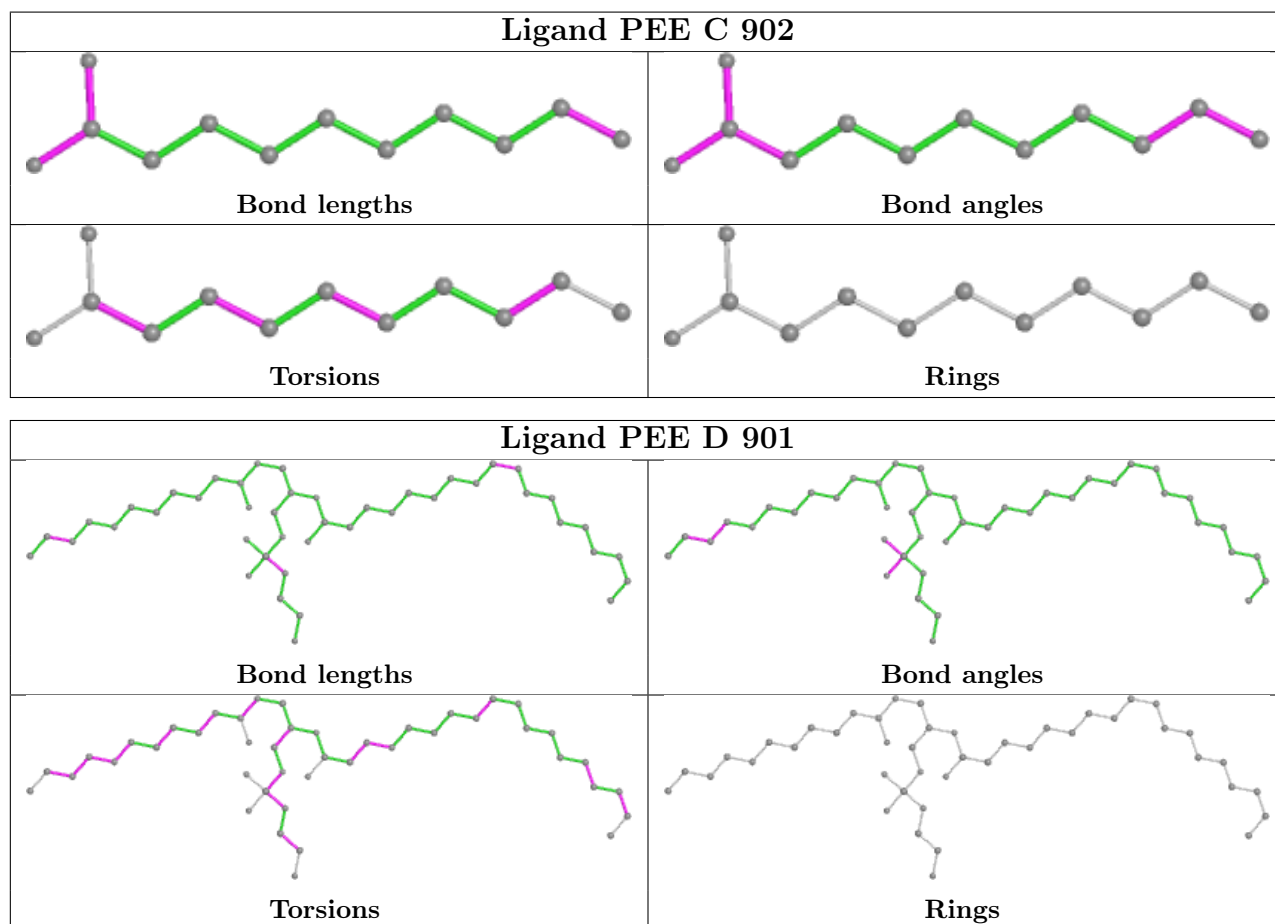 Ligand PEE C 902
Bond lengths
Bond angles
Torsions
Rings
Ligand PEE D 901
Bond lengths
Bond angles
Torsions
Rings